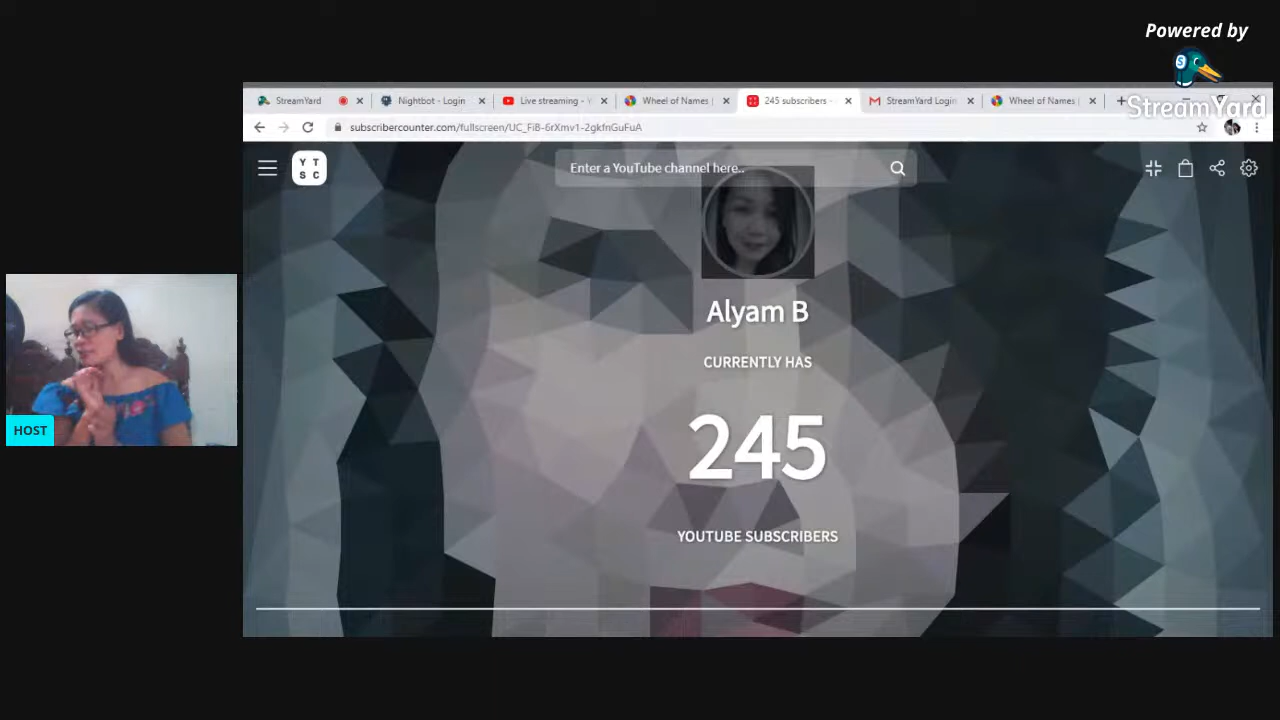 Powered by
StreamYard
StreamYard
Nightbot - Login
Live streaming - Y
Wheel of Names |
245 subscribers -
StreamYard Login
Wheel of Names |
subscribercounter.com/fullscreen/UC_FiB-6rXmv1-2gkfnGuFuA
Y T
S C
Enter a YouTube channel here..
Alyam B
CURRENTLY HAS
245
YOUTUBE SUBSCRIBERS
HOST